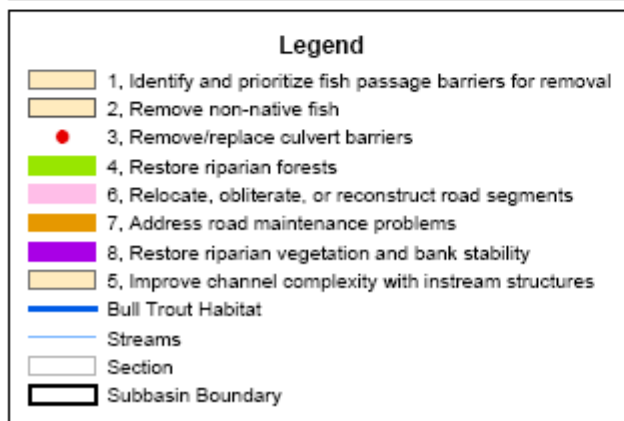 Legend
1, Identify and prioritize fish passage barriers for removal
2, Remove non-native fish
3, Remove/replace culvert barriers
4, Restore riparian forests
6, Relocate, obliterate, or reconstruct road segments
7, Address road maintenance problems
8, Restore riparian vegetation and bank stability
5, Improve channel complexity with instream structures
Bull Trout Habitat
Streams
Section
Subbasin Boundary